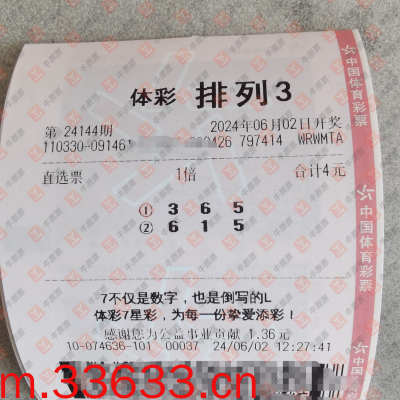 体彩 排列3
第 24144期 2024年06月02日开奖
110330-091461 0426 797414 WRWMTA
直选票 1倍 合计4元
① 3 6 5
② 6 1 5
7不仅是数字，也是倒写的L
体彩7星彩，为每一份挚爱添彩！
感谢您为公益事业贡献 1.36元
10-074636-101 00037 24/06/02 12:27:41
m.33633.cn
中国体育彩
中国体育彩